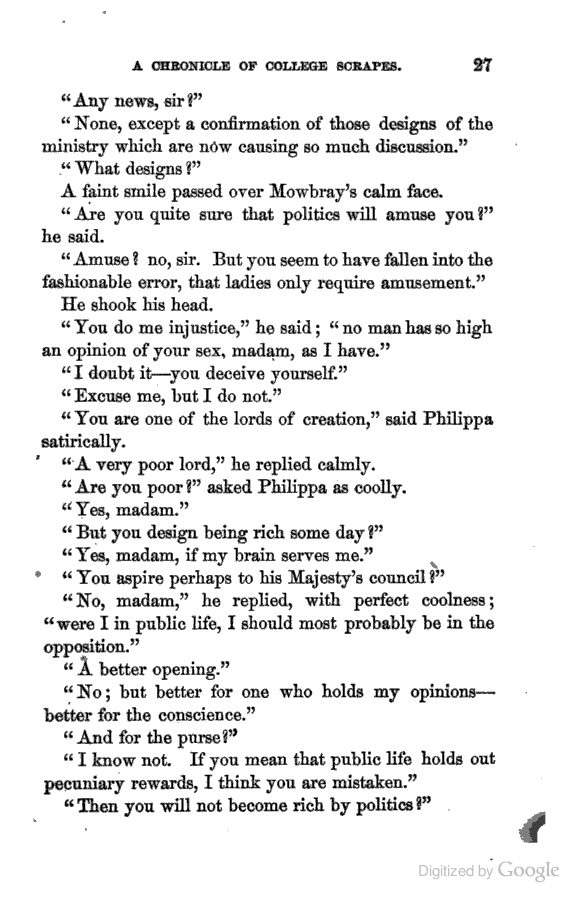 A CHRONICLE OF COLLEGE SCRAPES. 27
"Any news, sir?"
"None, except a confirmation of those designs of the
ministry which are now causing so much discussion."
"What designs?"
A faint smile passed over Mowbray's calm face.
"Are you quite sure that politics will amuse you?"
he said.
"Amuse? no, sir. But you seem to have fallen into the
fashionable error, that ladies only require amusement."
He shook his head.
"You do me injustice," he said; "no man has so high
an opinion of your sex, madam, as I have."
"I doubt it—you deceive yourself."
"Excuse me, but I do not."
"You are one of the lords of creation," said Philippa
satirically.
"A very poor lord," he replied calmly.
"Are you poor?" asked Philippa as coolly.
"Yes, madam."
"But you design being rich some day?"
"Yes, madam, if my brain serves me."
"You aspire perhaps to his Majesty's council?"
"No, madam," he replied, with perfect coolness;
"were I in public life, I should most probably be in the
opposition."
"A better opening."
"No; but better for one who holds my opinions—
better for the conscience."
"And for the purse?"
"I know not. If you mean that public life holds out
pecuniary rewards, I think you are mistaken."
"Then you will not become rich by politics?"
Digitized by Google